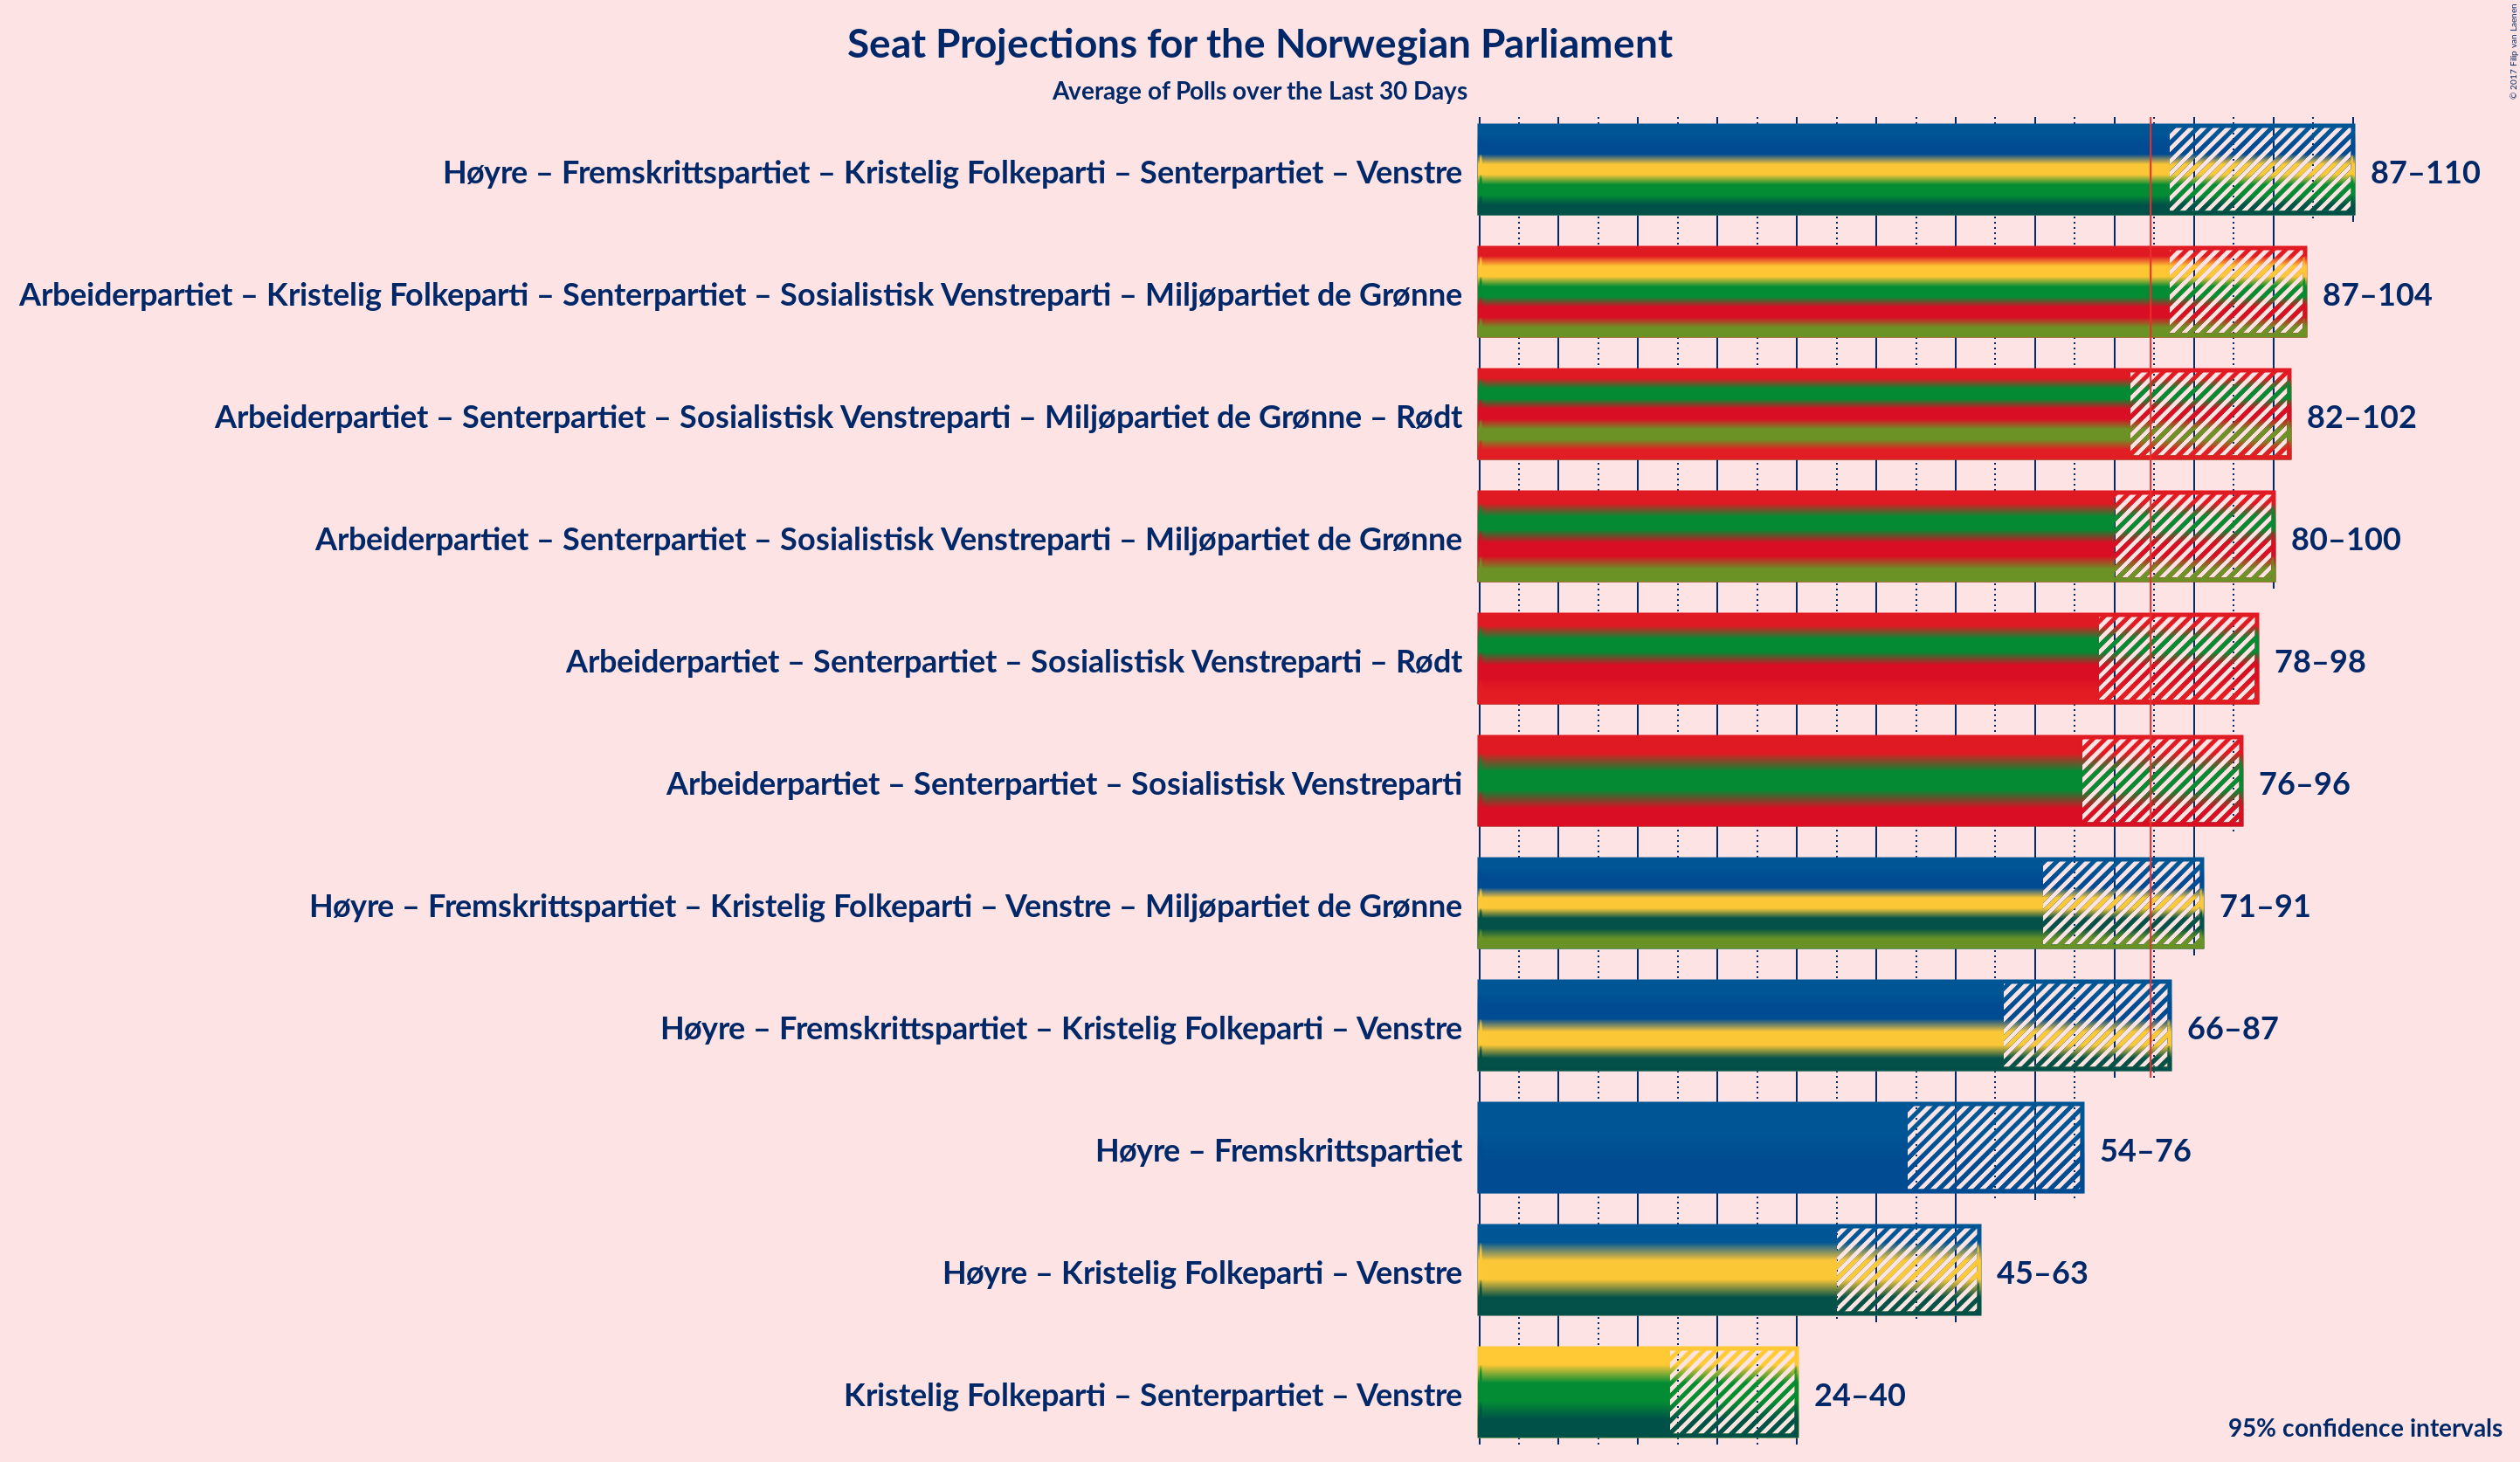 Seat Projections for the Norwegian Parliament
Average of Polls over the Last 30 Days
© 2017 Filip van Laenen
Høyre – Fremskrittspartiet – Kristelig Folkeparti – Senterpartiet – Venstre 87–110
Arbeiderpartiet – Kristelig Folkeparti – Senterpartiet – Sosialistisk Venstreparti – Miljøpartiet de Grønne 87–104
Arbeiderpartiet – Senterpartiet – Sosialistisk Venstreparti – Miljøpartiet de Grønne – Rødt 82–102
Arbeiderpartiet – Senterpartiet – Sosialistisk Venstreparti – Miljøpartiet de Grønne 80–100
Arbeiderpartiet – Senterpartiet – Sosialistisk Venstreparti – Rødt 78–98
Arbeiderpartiet – Senterpartiet – Sosialistisk Venstreparti 76–96
Høyre – Fremskrittspartiet – Kristelig Folkeparti – Venstre – Miljøpartiet de Grønne 71–91
Høyre – Fremskrittspartiet – Kristelig Folkeparti – Venstre 66–87
Høyre – Fremskrittspartiet 54–76
Høyre – Kristelig Folkeparti – Venstre 45–63
Kristelig Folkeparti – Senterpartiet – Venstre 24–40
95% confidence intervals